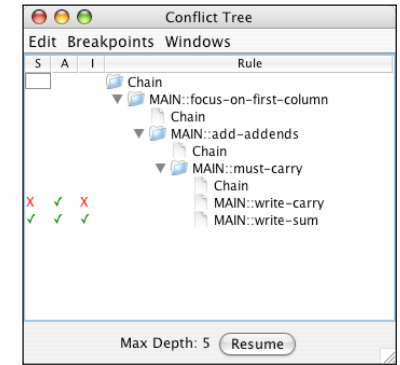 Conflict Tree
Edit Breakpoints Windows
S A I Rule
Chain
MAIN::focus-on-first-column
Chain
MAIN::add-addends
Chain
MAIN::must-carry
Chain
X ✓ X MAIN::write-carry
✓ ✓ ✓ MAIN::write-sum
Max Depth: 5 Resume